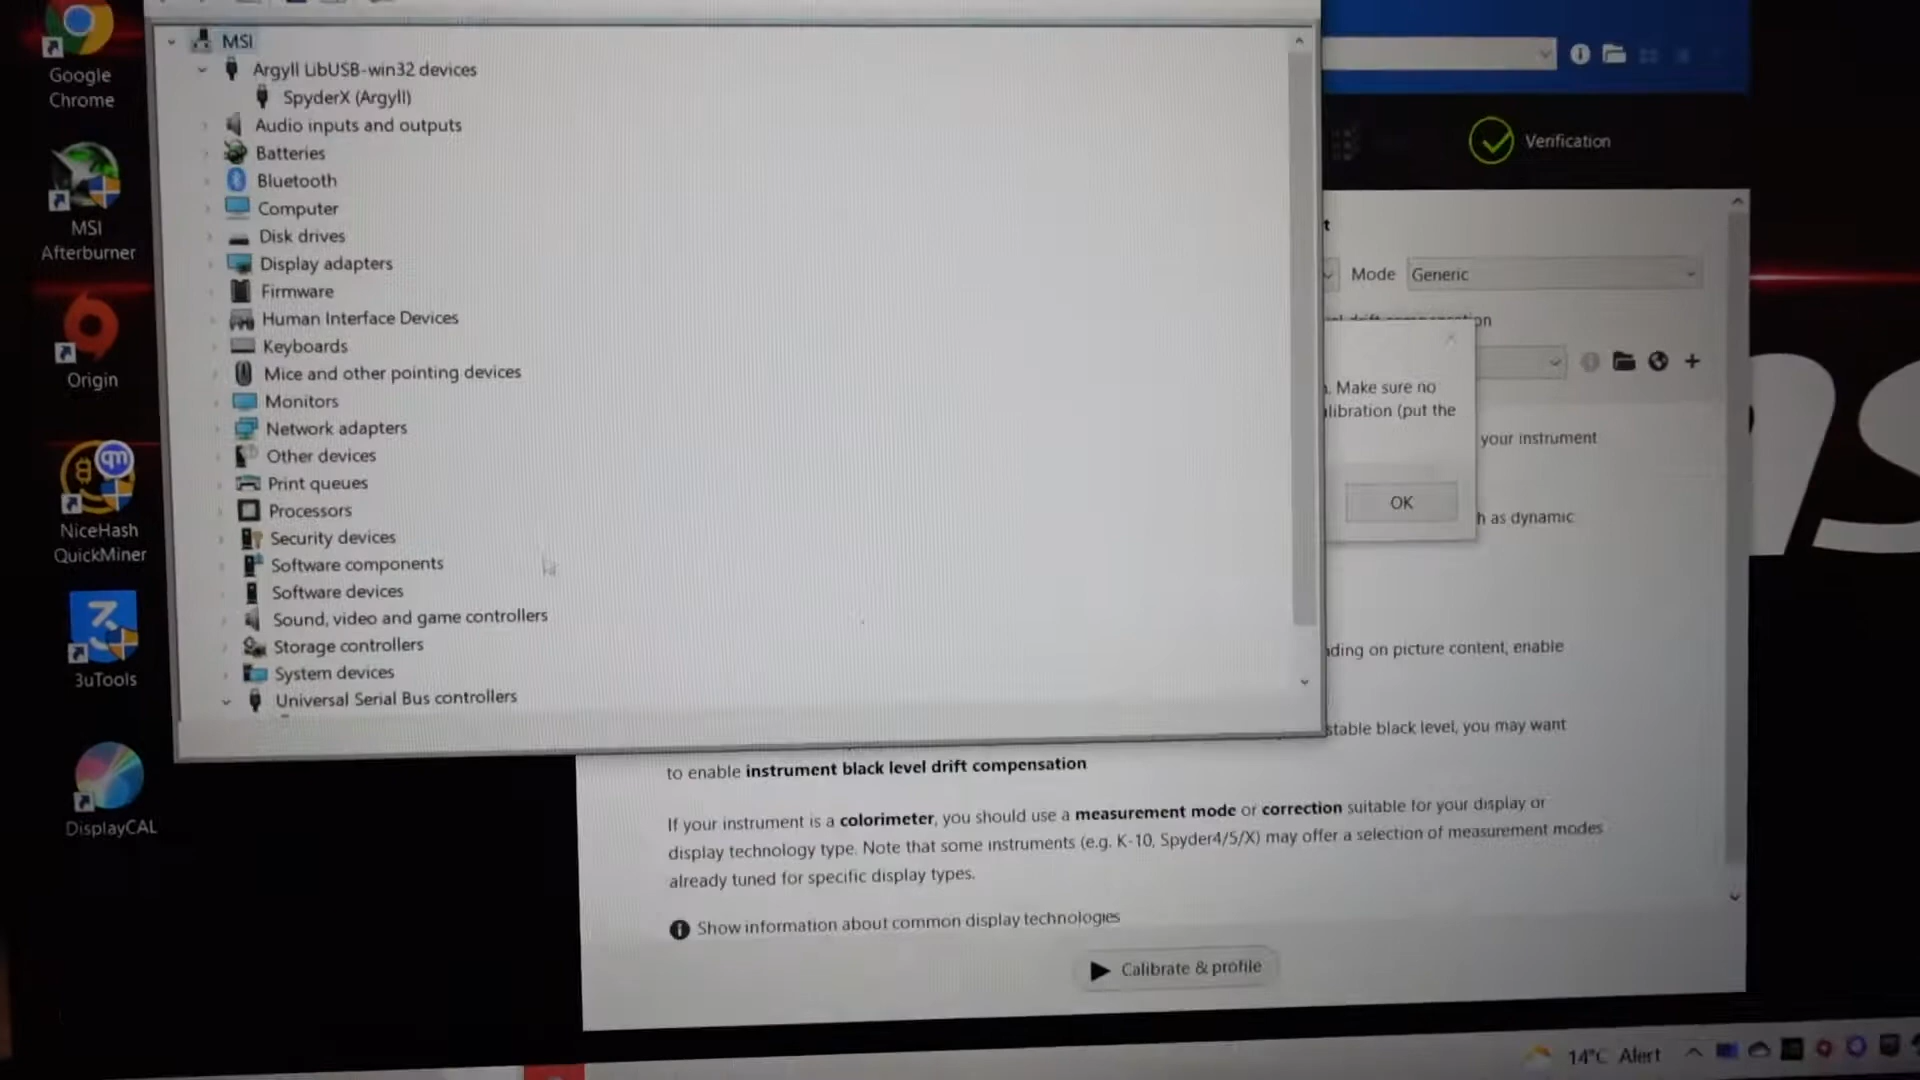 Google
Chrome
MSI
Afterburner
Origin
NiceHash
QuickMiner
3uTools
DisplayCAL
MSI
Argyll LibUSB-win32 devices
SpyderX (Argyll)
Audio inputs and outputs
Batteries
Bluetooth
Computer
Disk drives
Display adapters
Firmware
Human Interface Devices
Keyboards
Mice and other pointing devices
Monitors
Network adapters
Other devices
Print queues
Processors
Security devices
Software components
Software devices
Sound, video and game controllers
Storage controllers
System devices
Universal Serial Bus controllers
Verification
Mode Generic
. Make sure no
libration (put the
OK
your instrument
h as dynamic
ding on picture content, enable
stable black level, you may want
to enable instrument black level drift compensation
If your instrument is a colorimeter, you should use a measurement mode or correction suitable for your display or
display technology type. Note that some instruments (e.g. K-10, Spyder4/5/X) may offer a selection of measurement modes
already tuned for specific display types.
Show information about common display technologies
Calibrate & profile
14°C Alert